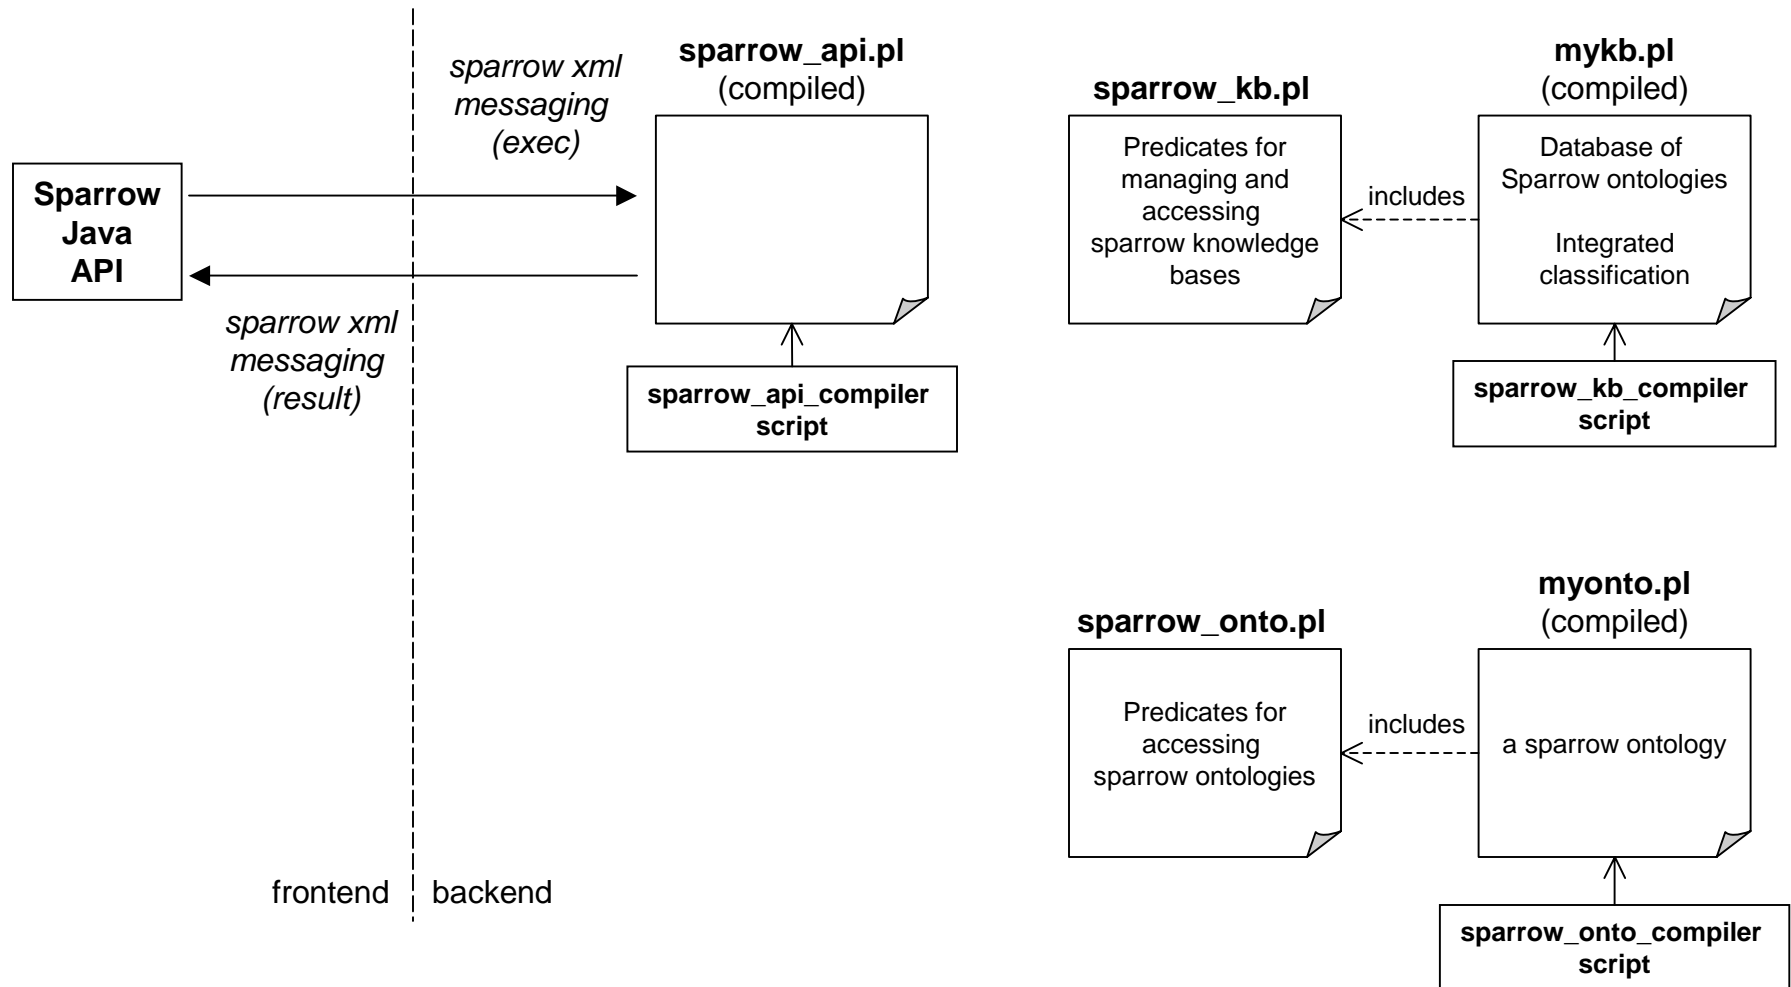 sparrow xml
messaging
(exec)
Sparrow
Java
API
sparrow xml
messaging
(result)
sparrow_api.pl
(compiled)
sparrow_api_compiler
script
sparrow_kb.pl
Predicates for
managing and
accessing
sparrow knowledge
bases
includes
mykb.pl
(compiled)
Database of
Sparrow ontologies
Integrated
classification
sparrow_kb_compiler
script
sparrow_onto.pl
Predicates for
accessing
sparrow ontologies
includes
myonto.pl
(compiled)
a sparrow ontology
sparrow_onto_compiler
script
frontend
backend